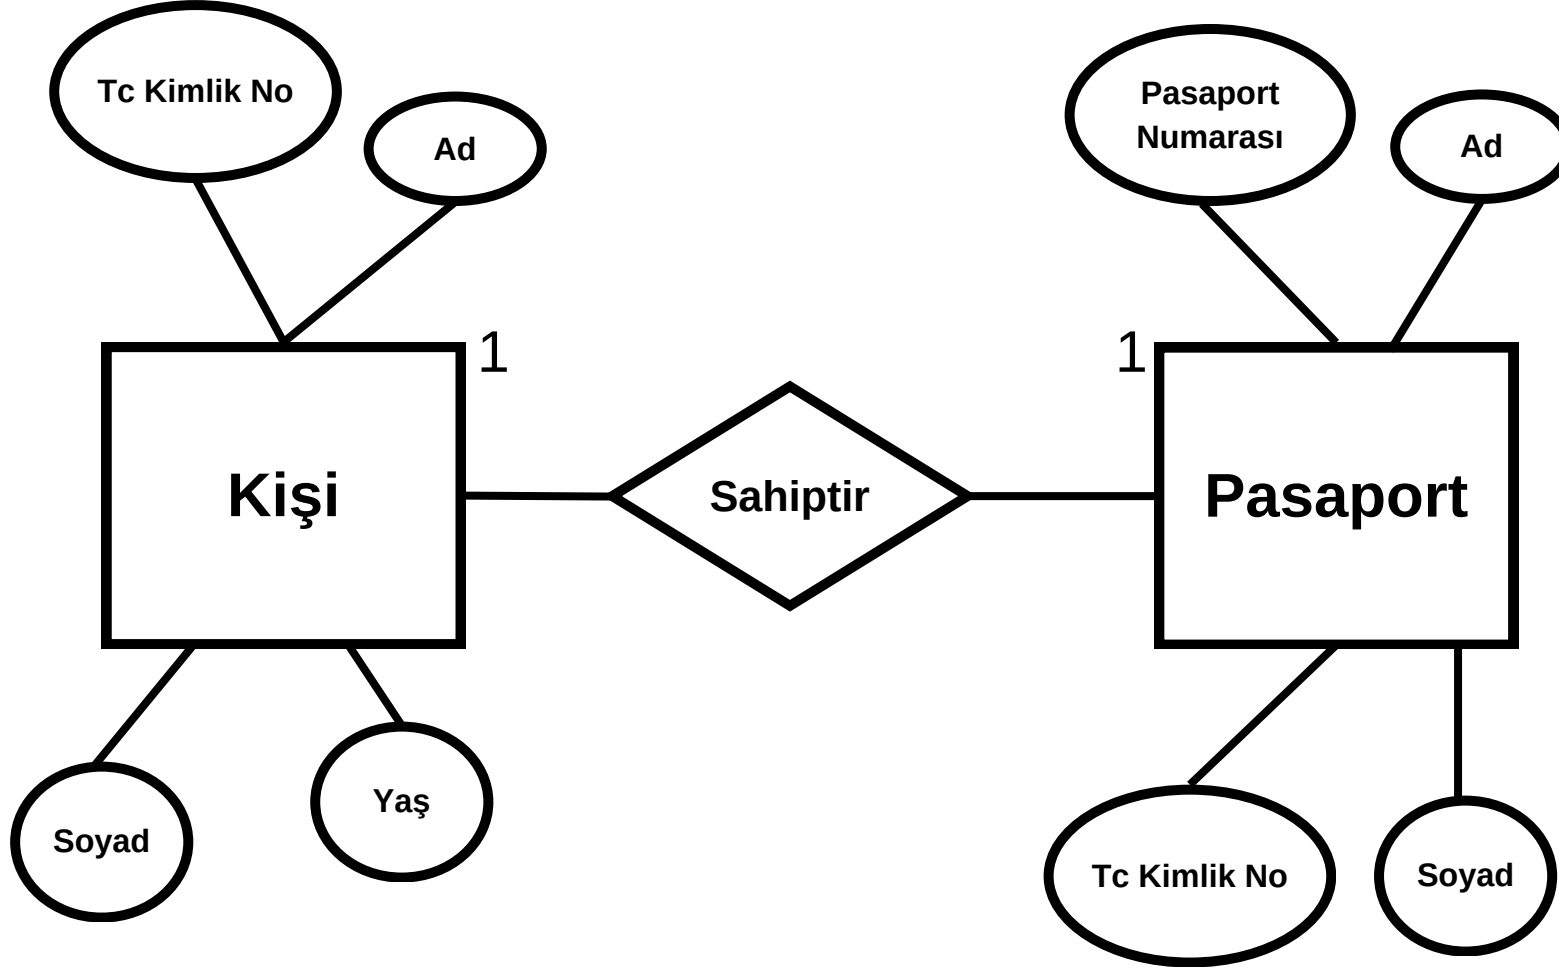 Tc Kimlik No
Ad
Pasaport
Numarası
Ad
1
1
Kişi
Sahiptir
Pasaport
Soyad
Yaş
Tc Kimlik No
Soyad